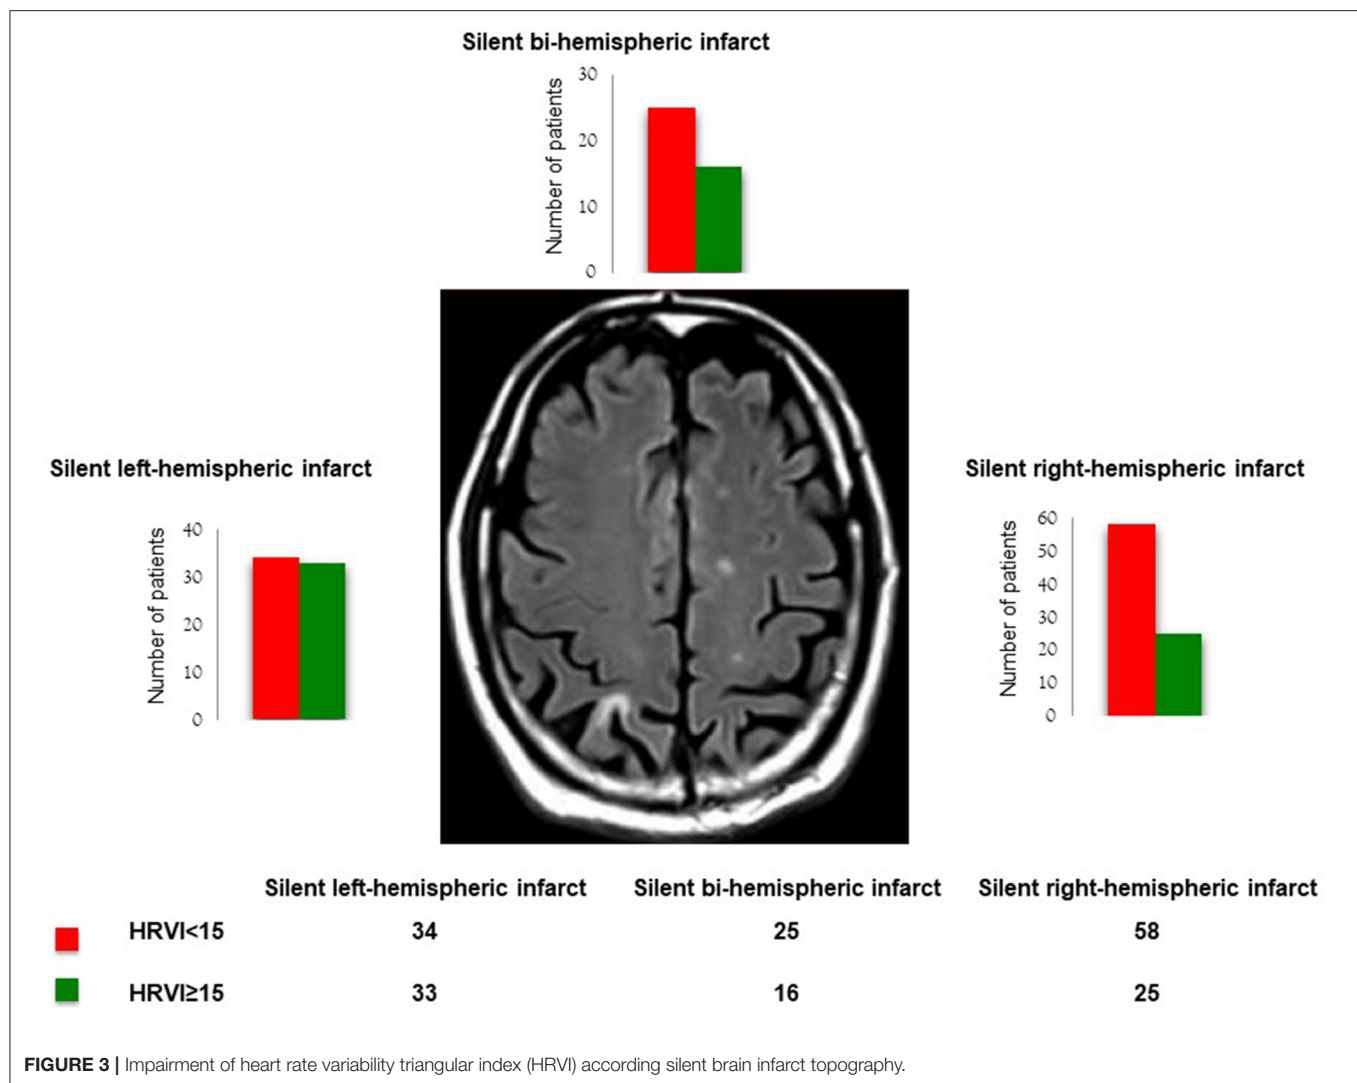 Silent bi-hemispheric infarct
Number of patients
30
20
10
0
Silent left-hemispheric infarct
Number of patients
40
30
20
10
0
Silent right-hemispheric infarct
Number of patients
60
50
40
30
20
10
0
Silent left-hemispheric infarct Silent bi-hemispheric infarct Silent right-hemispheric infarct
HRVI<15 34 25 58
HRVI≥15 33 16 25
FIGURE 3 | Impairment of heart rate variability triangular index (HRVI) according silent brain infarct topography.